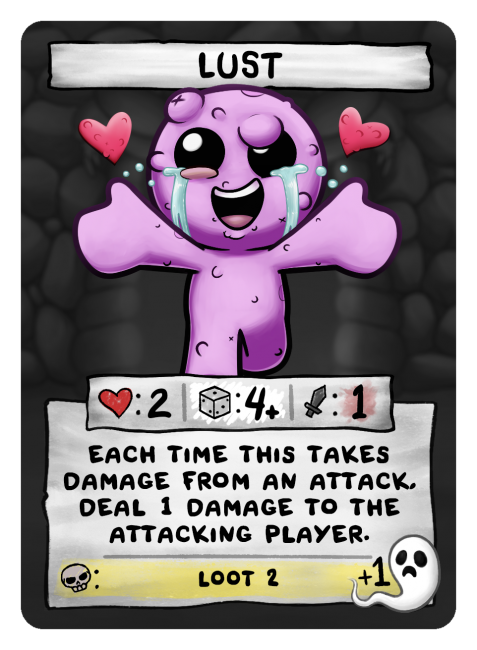 LUST
:2 :4+ :1
EACH TIME THIS TAKES
DAMAGE FROM AN ATTACK,
DEAL 1 DAMAGE TO THE
ATTACKING PLAYER.
: LOOT 2 +1